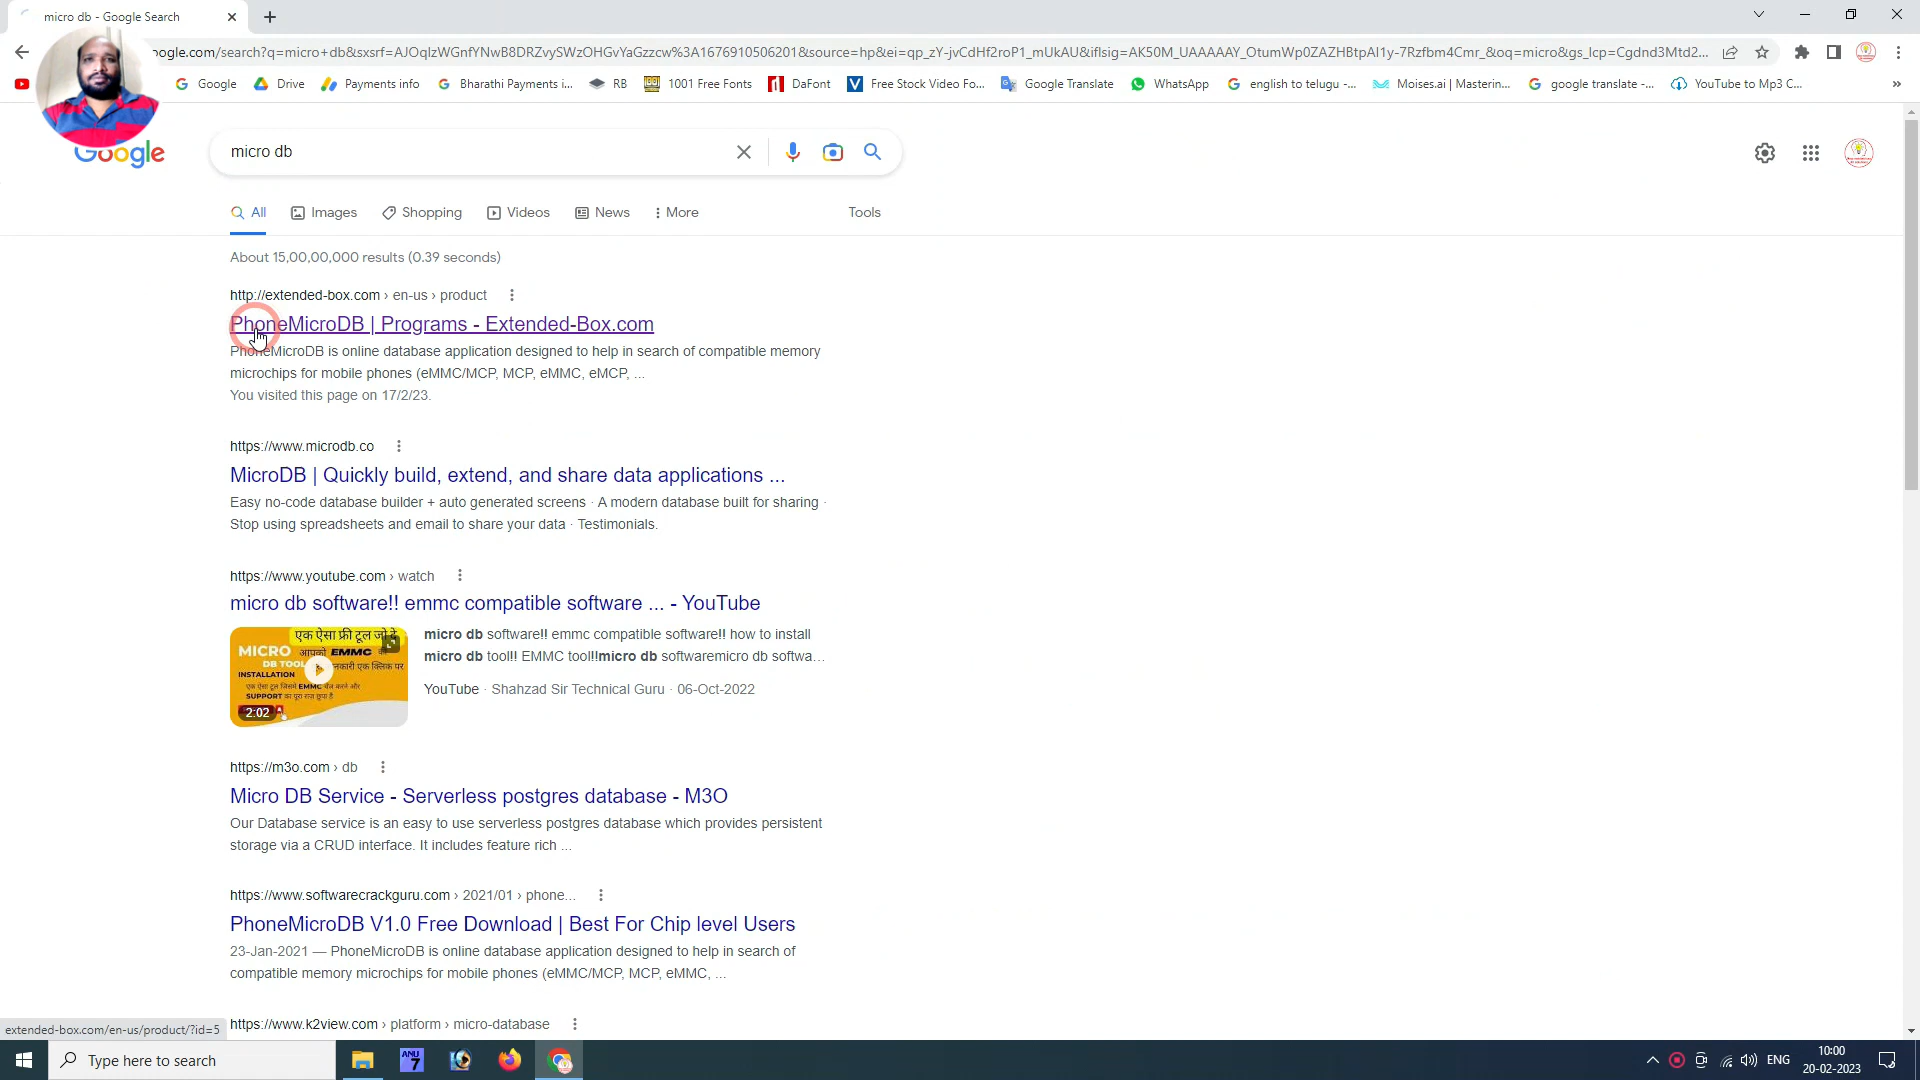 micro db - Google Search
oogle.com/search?q=micro+db&sxsrf=AJOqlzWGnfYNwB8DRZvySWzOHGvYaGzzcw%3A1676910506201&source=hp&ei=qp_zY-jvCdHf2roP1_mUkAU&iflsig=AK50M_UAAAAAY_OtumWp0ZAZHBtpAI1y-7Rzfbm4Cmr_&oq=micro&gs_lcp=Cgdnd3Mtd2...
Google Drive Payments info Bharathi Payments i... RB 1001 Free Fonts DaFont Free Stock Video Fo... Google Translate WhatsApp english to telugu -... Moises.ai | Masterin... google translate -... YouTube to Mp3 C... »
Google
micro db
All Images Shopping Videos News More Tools
About 15,00,00,000 results (0.39 seconds)
http://extended-box.com › en-us › product
PhoneMicroDB | Programs - Extended-Box.com
PhoneMicroDB is online database application designed to help in search of compatible memory
microchips for mobile phones (eMMC/MCP, MCP, eMMC, eMCP, ...
You visited this page on 17/2/23.
https://www.microdb.co
MicroDB | Quickly build, extend, and share data applications ...
Easy no-code database builder + auto generated screens · A modern database built for sharing ·
Stop using spreadsheets and email to share your data · Testimonials.
https://www.youtube.com › watch
micro db software!! emmc compatible software ... - YouTube
एक ऐसा फ्री टूल जो
MICRO आपको EMMC
DB TOOL जानकारी एक क्लिक पर
INSTALLATION
SUPPORT का पूरा
2:02
micro db software!! emmc compatible software!! how to install
micro db tool!! EMMC tool!!micro db softwaremicro db softwa...
YouTube · Shahzad Sir Technical Guru · 06-Oct-2022
https://m3o.com › db
Micro DB Service - Serverless postgres database - M3O
Our Database service is an easy to use serverless postgres database which provides persistent
storage via a CRUD interface. It includes feature rich ...
https://www.softwarecrackguru.com › 2021/01 › phone...
PhoneMicroDB V1.0 Free Download | Best For Chip level Users
23-Jan-2021 — PhoneMicroDB is online database application designed to help in search of
compatible memory microchips for mobile phones (eMMC/MCP, MCP, eMMC, ...
extended-box.com/en-us/product/?id=5
https://www.k2view.com › platform › micro-database
Type here to search
ANU 7
ENG
10:00
20-02-2023